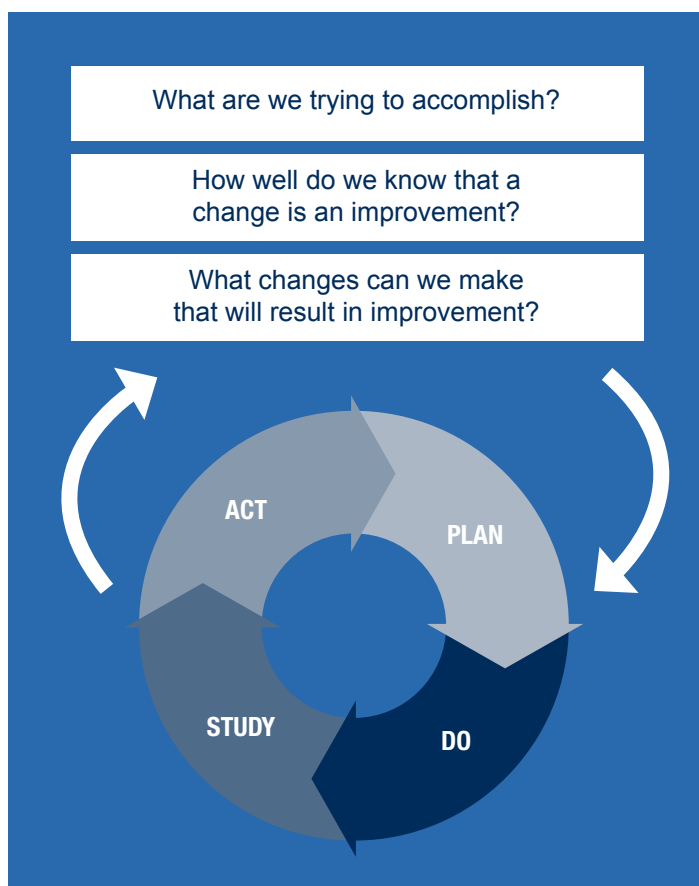 What are we trying to accomplish?
How well do we know that a
change is an improvement?
What changes can we make
that will result in improvement?
ACT
PLAN
STUDY
DO